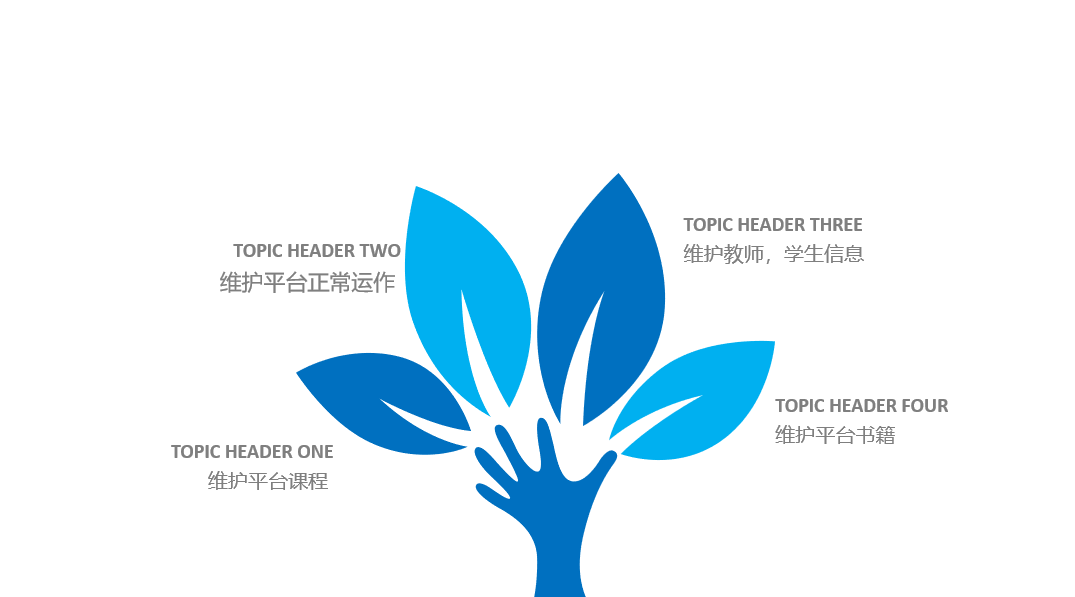 TOPIC HEADER TWO
维护平台正常运作
TOPIC HEADER THREE
维护教师，学生信息
TOPIC HEADER ONE
维护平台课程
TOPIC HEADER FOUR
维护平台书籍